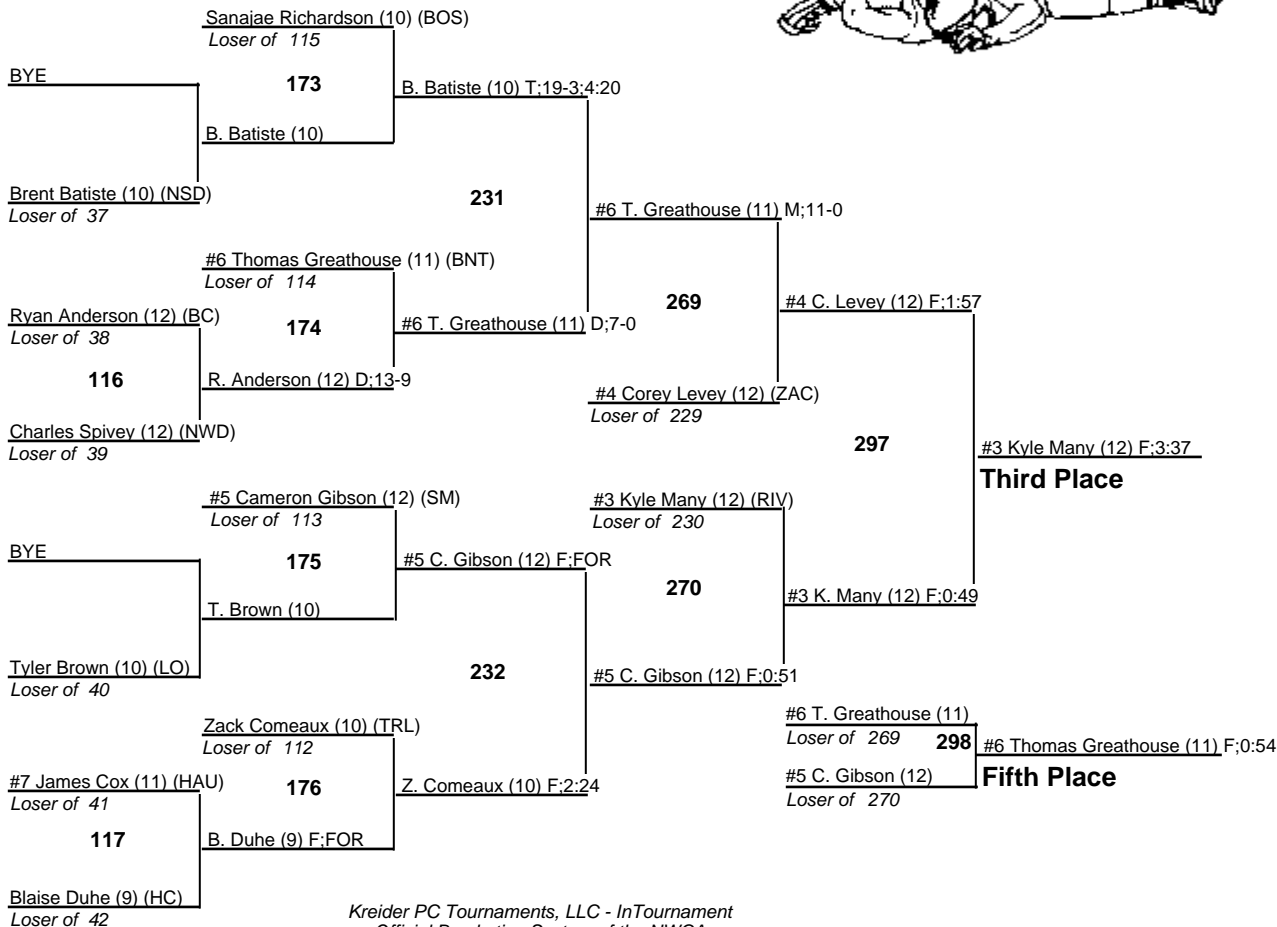 Sanajae Richardson (10) (BOS)
Loser of 115
BYE
173
B. Batiste (10) T;19-3;4:20
B. Batiste (10)
Brent Batiste (10) (NSD)
Loser of 37
231
#6 T. Greathouse (11) M;11-0
#6 Thomas Greathouse (11) (BNT)
Loser of 114
Ryan Anderson (12) (BC)
Loser of 38
174
#6 T. Greathouse (11) D;7-0
269
#4 C. Levey (12) F;1:57
116
R. Anderson (12) D;13-9
#4 Corey Levey (12) (ZAC)
Loser of 229
Charles Spivey (12) (NWD)
Loser of 39
297
#3 Kyle Many (12) F;3:37
Third Place
#5 Cameron Gibson (12) (SM)
Loser of 113
#3 Kyle Many (12) (RIV)
Loser of 230
BYE
175
#5 C. Gibson (12) F;FOR
270
#3 K. Many (12) F;0:49
T. Brown (10)
Tyler Brown (10) (LO)
Loser of 40
232
#5 C. Gibson (12) F;0:51
Zack Comeaux (10) (TRL)
Loser of 112
#6 T. Greathouse (11)
Loser of 269
298
#6 Thomas Greathouse (11) F;0:54
Fifth Place
#5 C. Gibson (12)
Loser of 270
#7 James Cox (11) (HAU)
Loser of 41
176
Z. Comeaux (10) F;2:24
117
B. Duhe (9) F;FOR
Blaise Duhe (9) (HC)
Loser of 42
Kreider PC Tournaments, LLC - InTournament